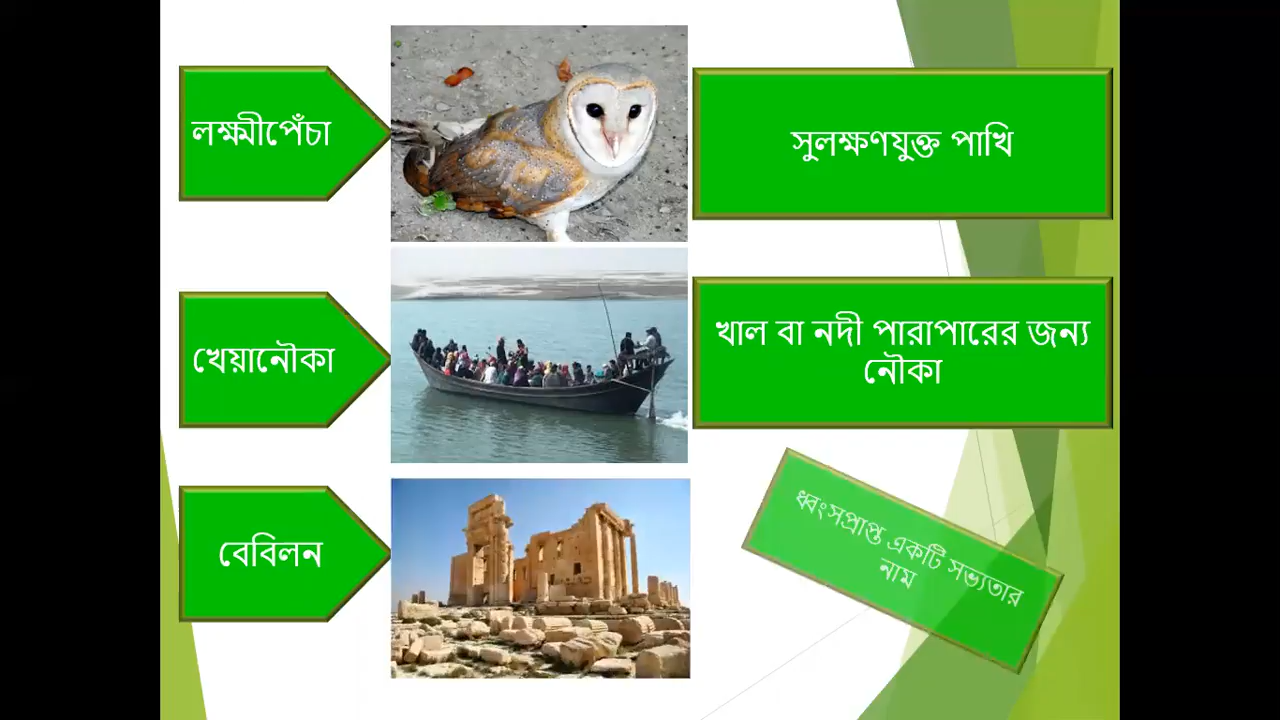 লক্ষ্মীপেঁচা
সুলক্ষণযুক্ত পাখি
খেয়ানৌকা
খাল বা নদী পারাপারের জন্য
নৌকা
বেবিলন
ধ্বংসপ্রাপ্ত একটি সভ্যতার
নাম